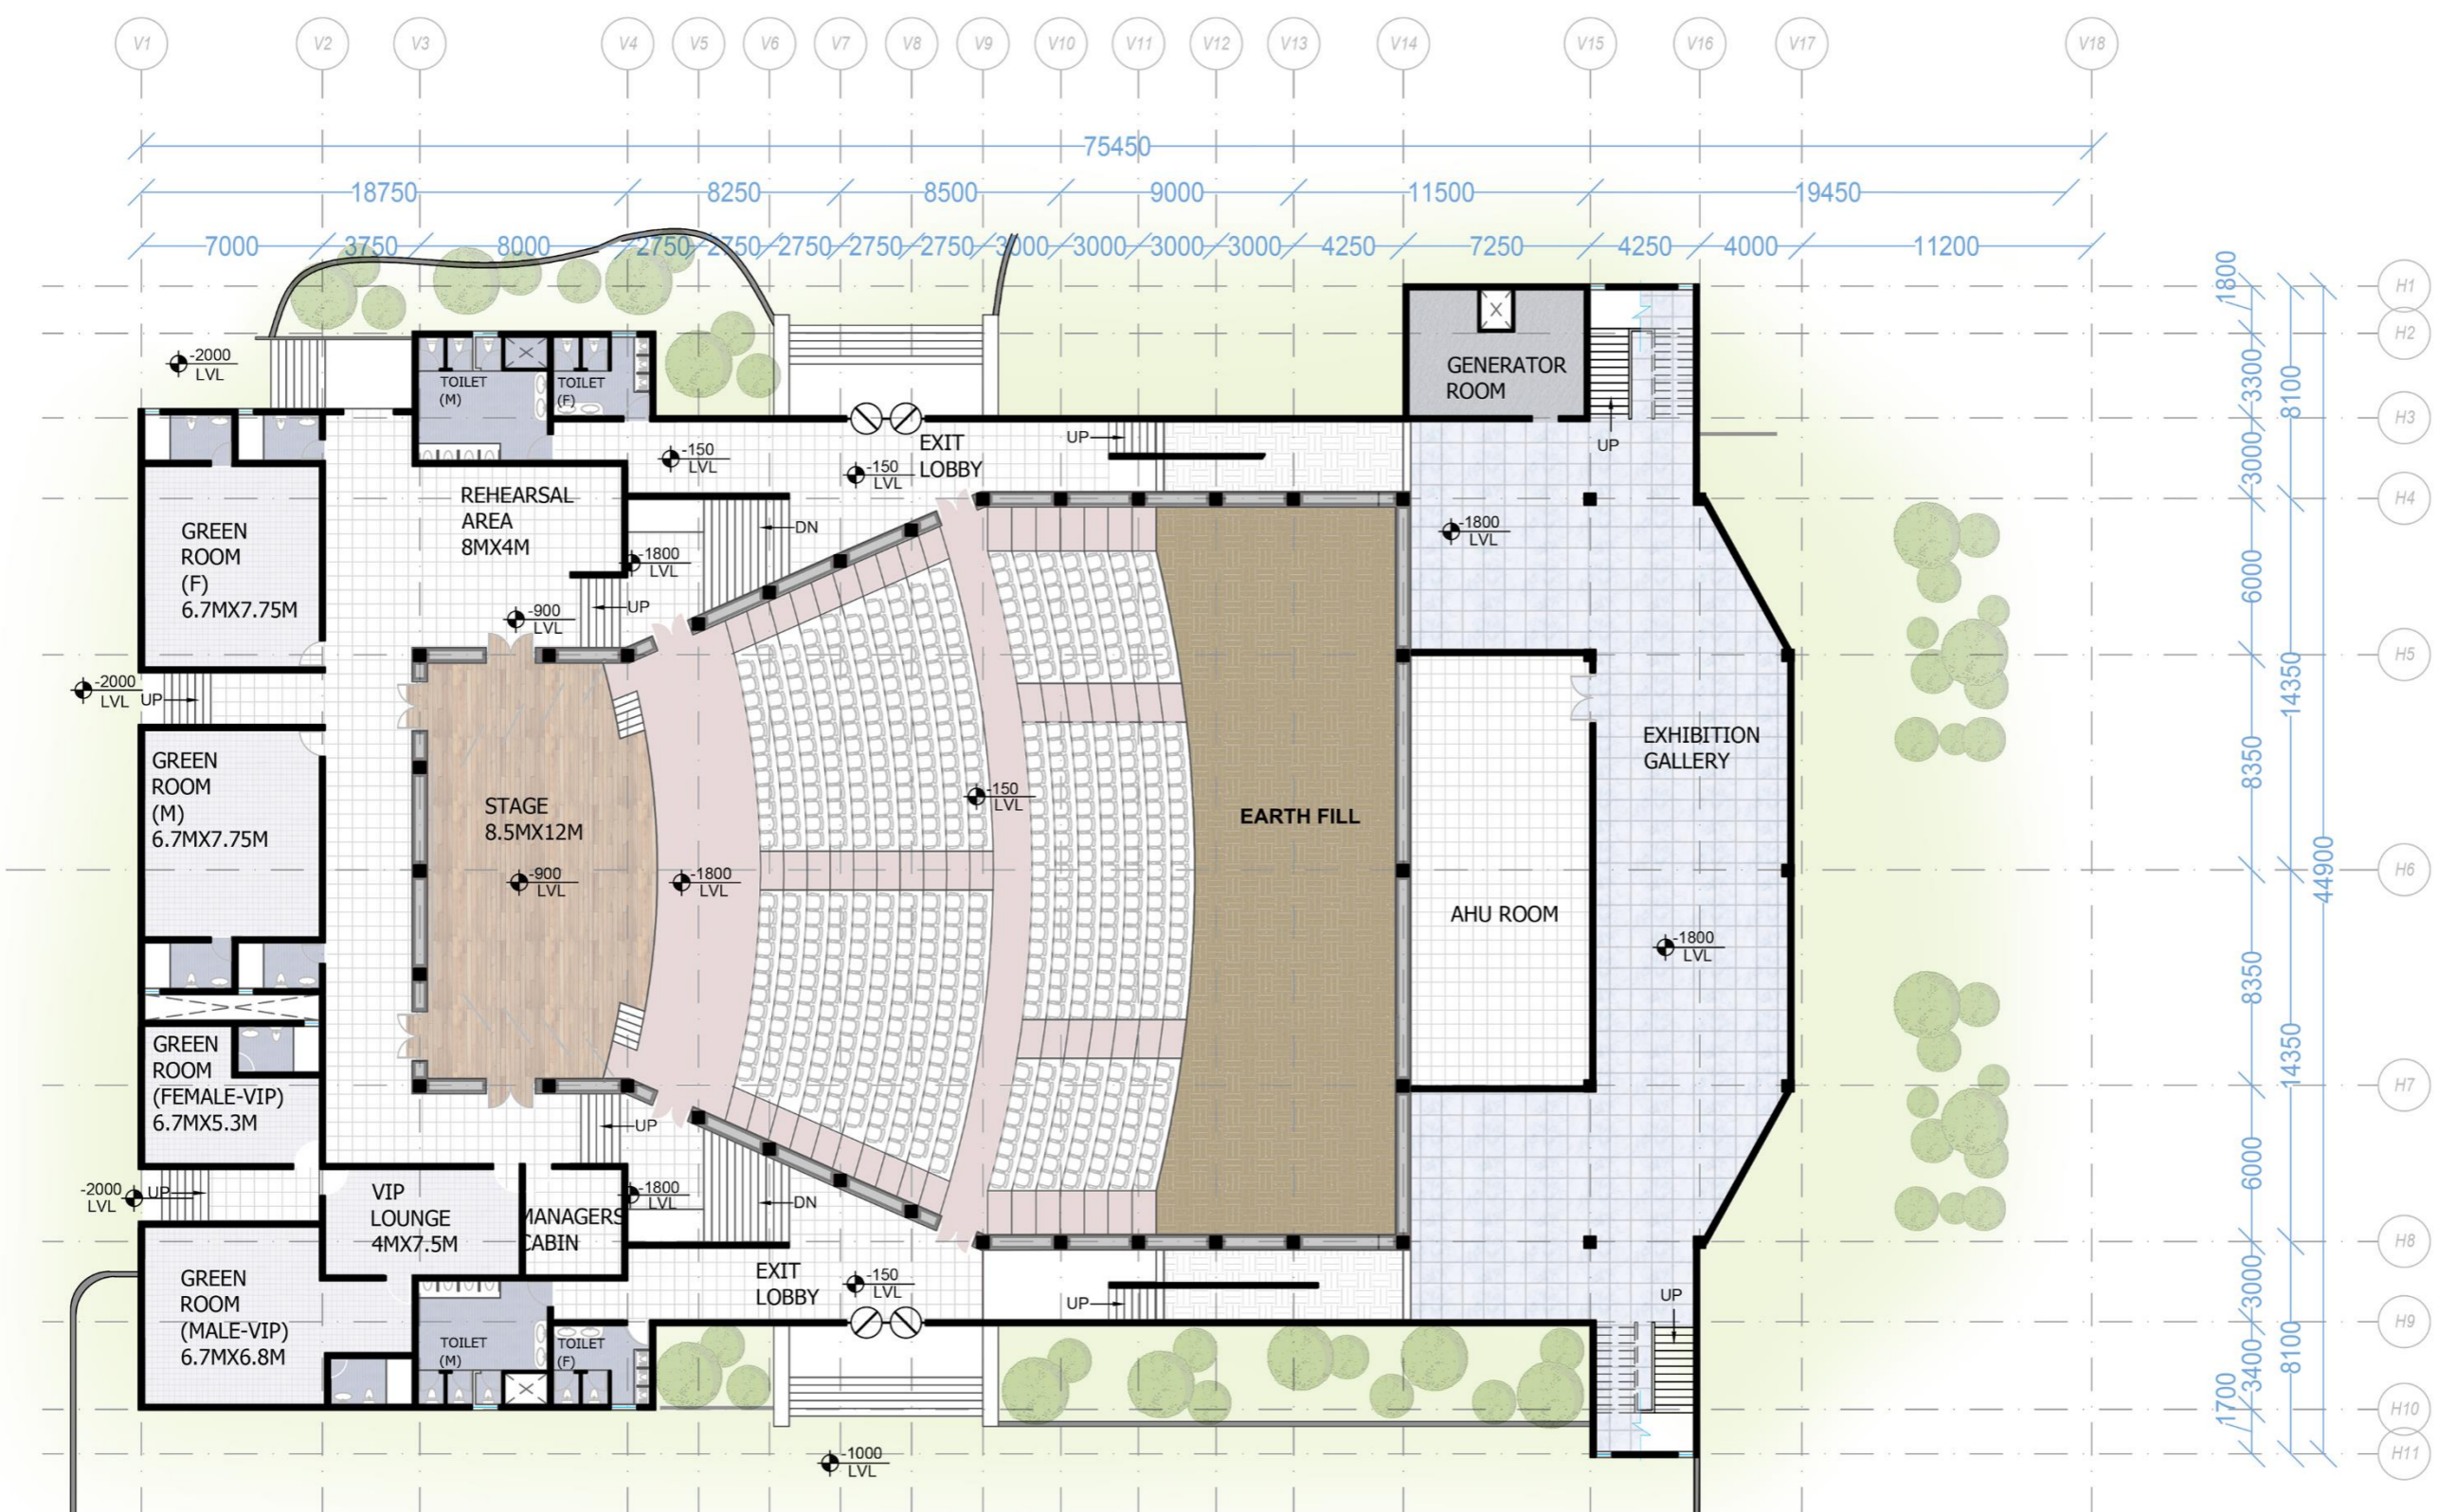 V1 V2 V3 V4 V5 V6 V7 V8 V9 V10 V11 V12 V13 V14 V15 V16 V17 V18
75450
18750 8250 8500 9000 11500 19450
7000 3750 8000 2750 2750 2750 2750 2750 3000 3000 3000 3000 4250 7250 4250 4000 11200
1800
H1
H2
3300
8100
H3
3000
H4
6000
H5
14350
8350
44900
H6
8350
14350
H7
6000
H8
3000
H9
3400
8100
1700
H10
H11
-2000
LVL
TOILET
(M)
TOILET
(F)
GENERATOR
ROOM
UP
-150
LVL
-150
LVL
EXIT
LOBBY
UP
REHEARSAL
AREA
8MX4M
GREEN
ROOM
(F)
6.7MX7.75M
DN
-1800
LVL
UP
-900
LVL
-1800
LVL
-2000
LVL
UP
GREEN
ROOM
(M)
6.7MX7.75M
STAGE
8.5MX12M
-900
LVL
-1800
LVL
-150
LVL
EARTH FILL
AHU ROOM
EXHIBITION
GALLERY
-1800
LVL
GREEN
ROOM
(FEMALE-VIP)
6.7MX5.3M
UP
-2000
LVL
UP
VIP
LOUNGE
4MX7.5M
MANAGERS
CABIN
-1800
LVL
DN
GREEN
ROOM
(MALE-VIP)
6.7MX6.8M
EXIT
LOBBY
-150
LVL
UP
UP
TOILET
(M)
TOILET
(F)
-1000
LVL